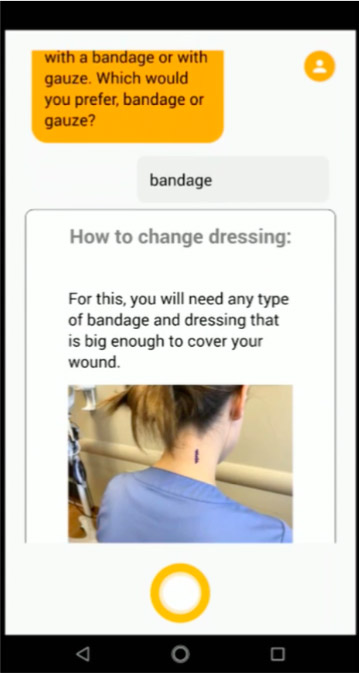 with a bandage or with
gauze. Which would
you prefer, bandage or
gauze?
bandage
How to change dressing:
For this, you will need any type
of bandage and dressing that
is big enough to cover your
wound.